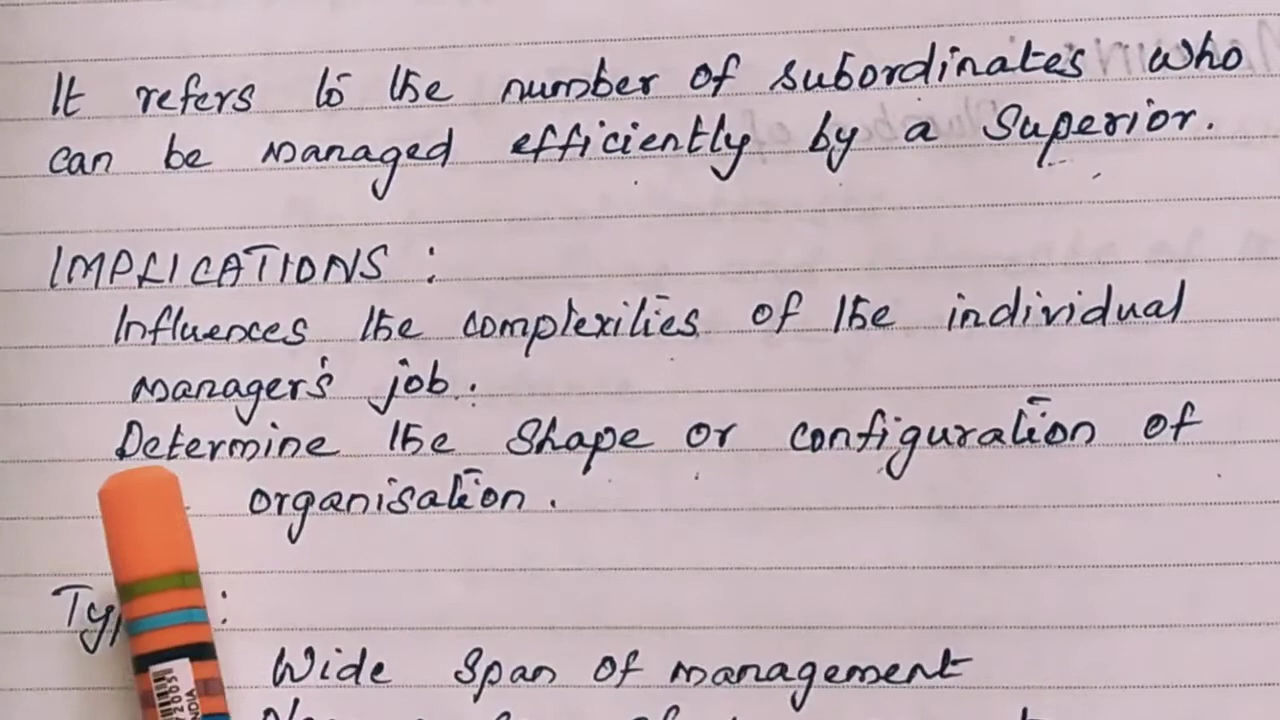 It refers to the number of subordinates who
can be managed efficiently by a Superior.
IMPLICATIONS :
Influences the complexities of the individual
manager's job.
Determine the Shape or configuration of
organisation.
:
Wide Span of management